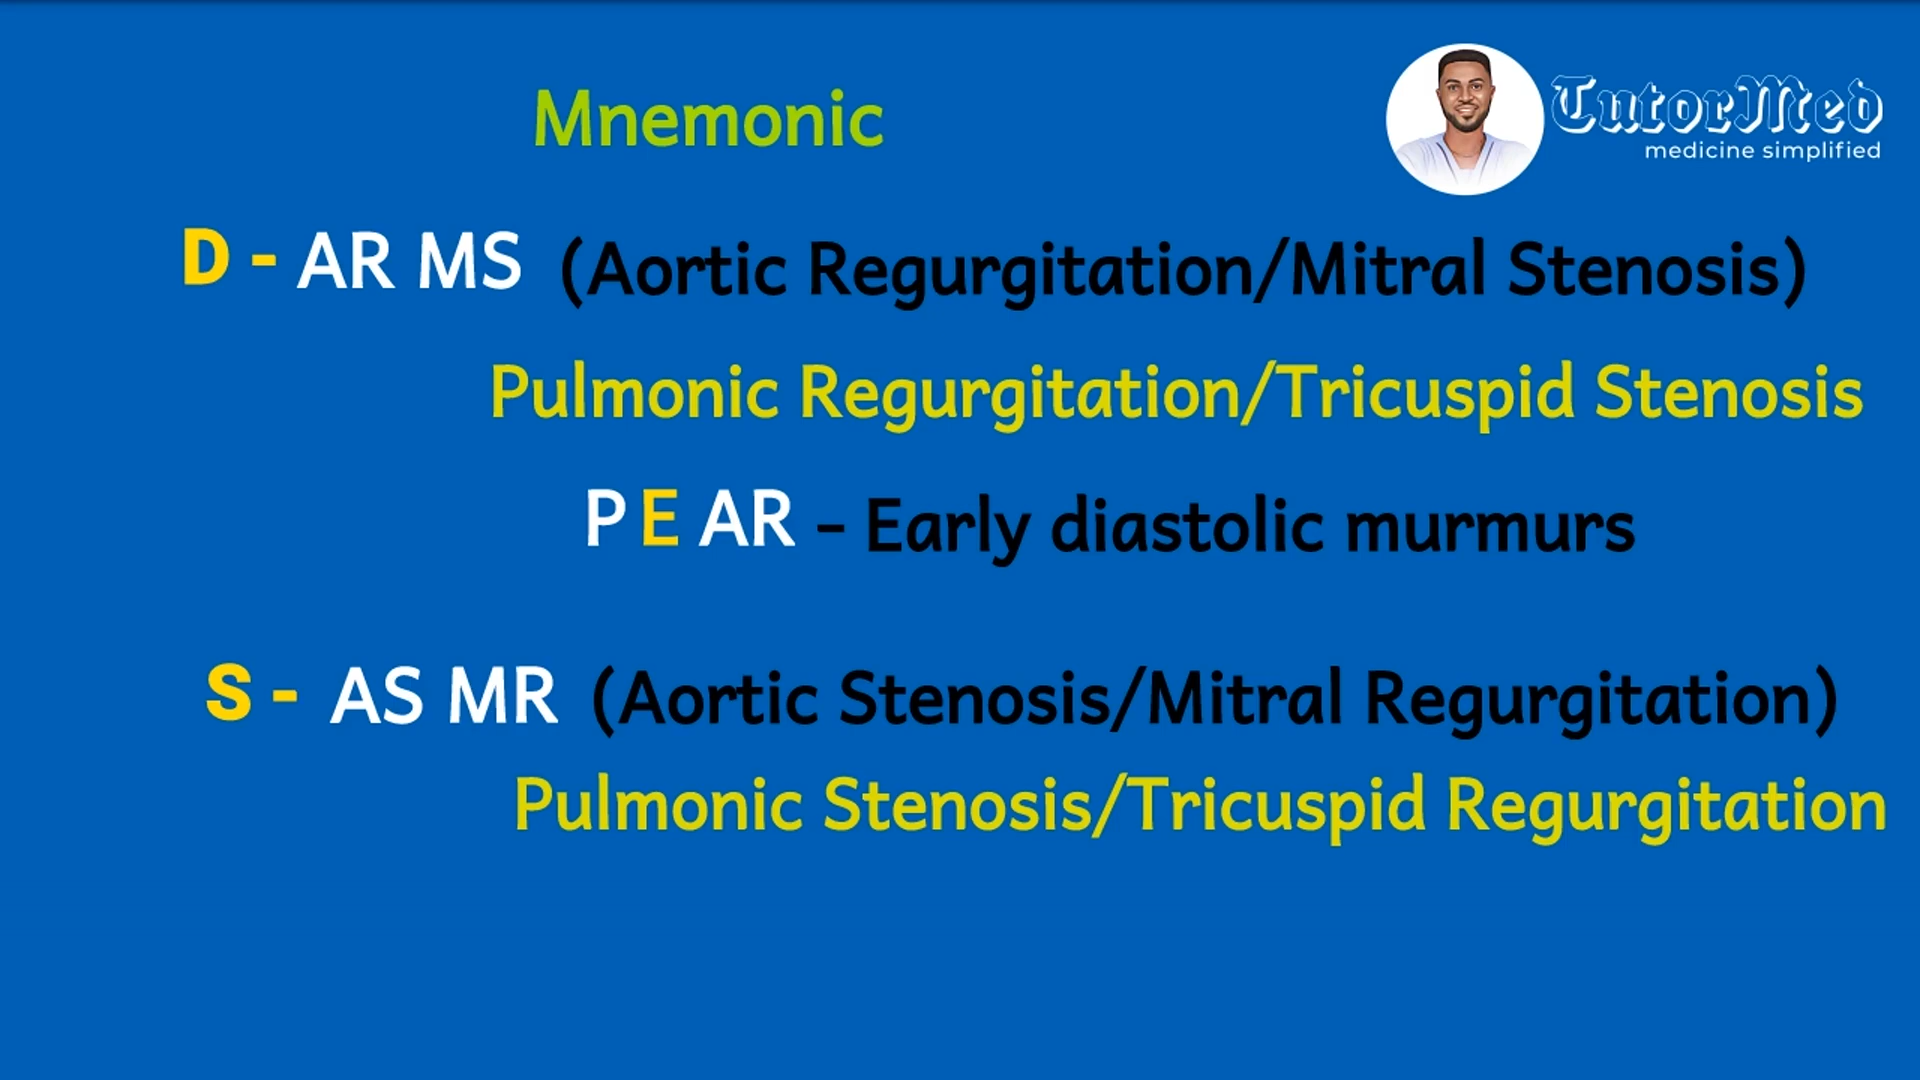 Mnemonic
TutorMed
medicine simplified
D - AR MS (Aortic Regurgitation/Mitral Stenosis)
Pulmonic Regurgitation/Tricuspid Stenosis
P E AR - Early diastolic murmurs
S - AS MR (Aortic Stenosis/Mitral Regurgitation)
Pulmonic Stenosis/Tricuspid Regurgitation